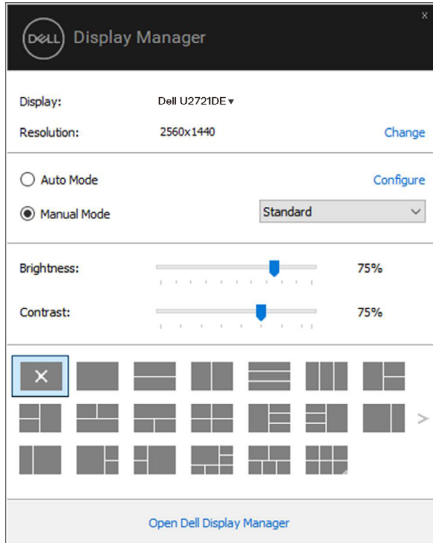 x
DELL Display Manager
Display: Dell U2721DE
Resolution: 2560x1440 Change
Auto Mode Configure
Manual Mode Standard
Brightness: 75%
Contrast: 75%
Open Dell Display Manager